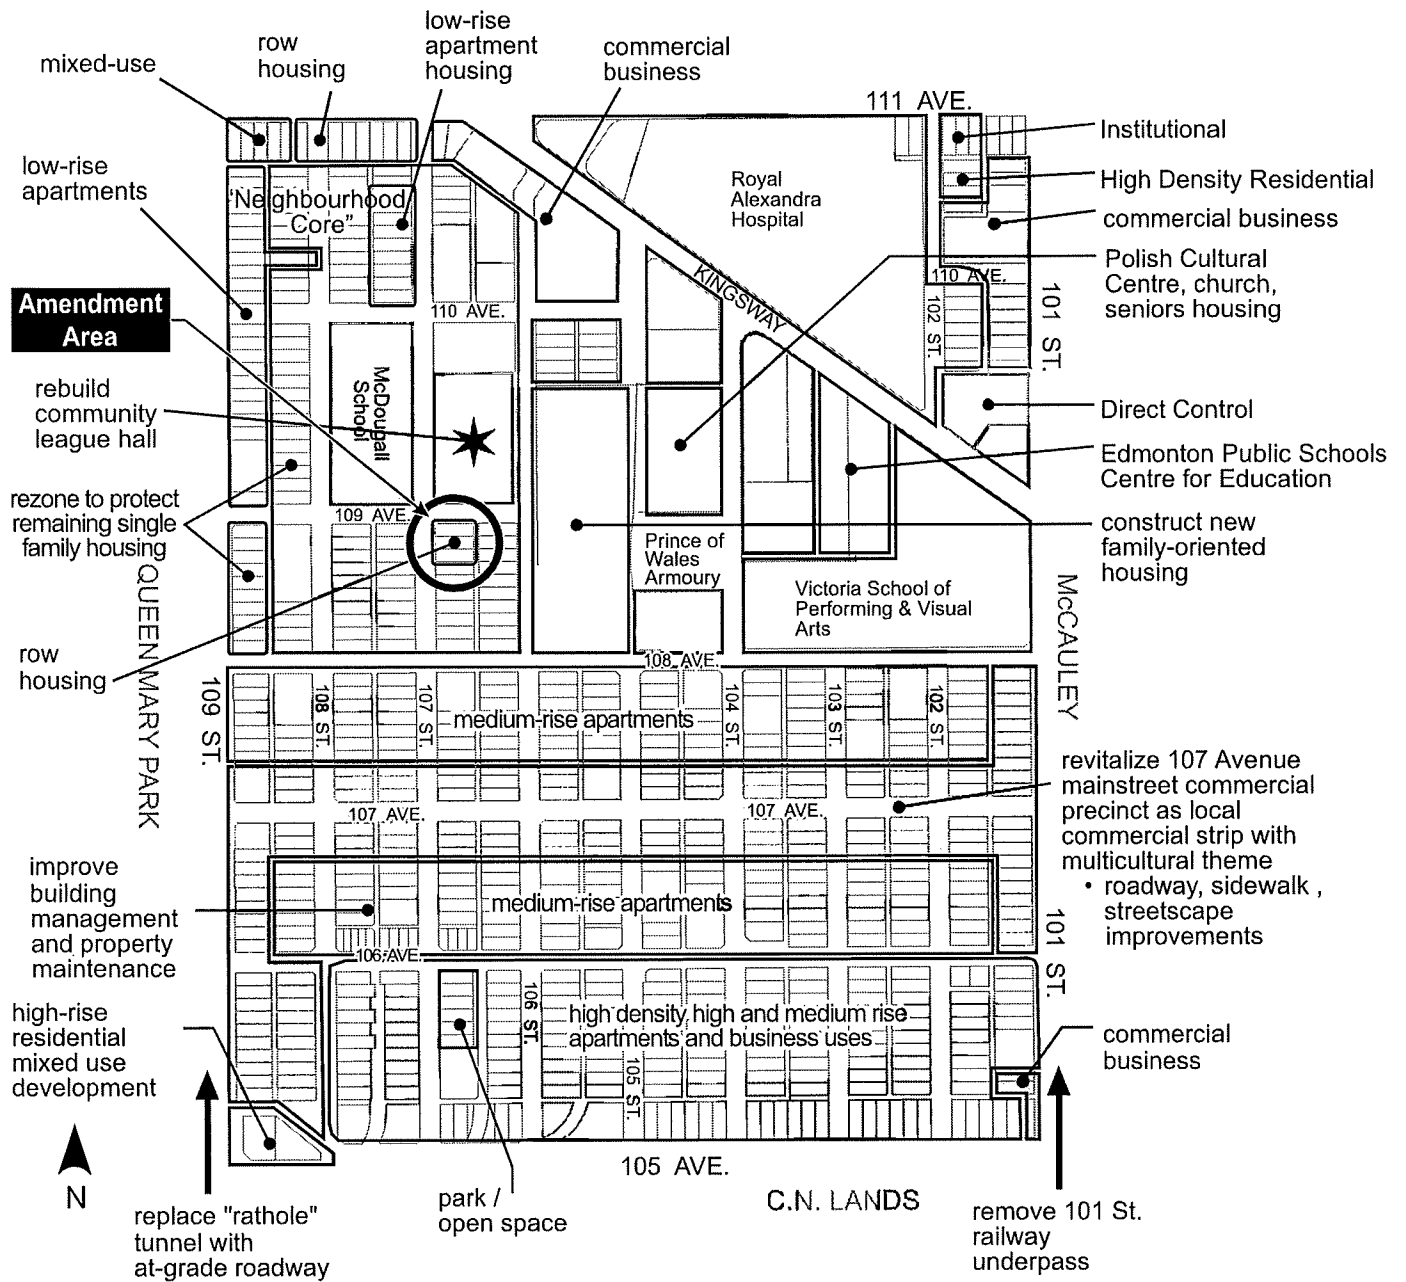 mixed-use
row
housing
low-rise
apartment
housing
commercial
business
111 AVE.
low-rise
apartments
"Neighbourhood
Core"
Royal
Alexandra
Hospital
Institutional
High Density Residential
commercial business
Polish Cultural
Centre, church,
seniors housing
110 AVE.
KINGSWAY
102 ST.
101 ST.
Amendment
Area
110 AVE.
McDougall
School
rebuild
community
league hall
Direct Control
Edmonton Public Schools
Centre for Education
rezone to protect
remaining single
family housing
109 AVE.
construct new
family-oriented
housing
Prince of
Wales
Armoury
Victoria School of
Performing & Visual
Arts
QUEEN MARY PARK
McCAULEY
row
housing
108 AVE.
109 ST.
108 ST.
107 ST.
medium-rise apartments
104 ST.
103 ST.
102 ST.
revitalize 107 Avenue
mainstreet commercial
precinct as local
commercial strip with
multicultural theme
• roadway, sidewalk ,
streetscape
improvements
107 AVE.
107 AVE.
improve
building
management
and property
maintenance
medium-rise apartments
106 AVE.
101 ST.
high-rise
residential
mixed use
development
106 ST.
high density high and medium rise
apartments and business uses
105 ST.
commercial
business
N
105 AVE.
C.N. LANDS
park /
open space
replace "rathole"
tunnel with
at-grade roadway
remove 101 St.
railway
underpass